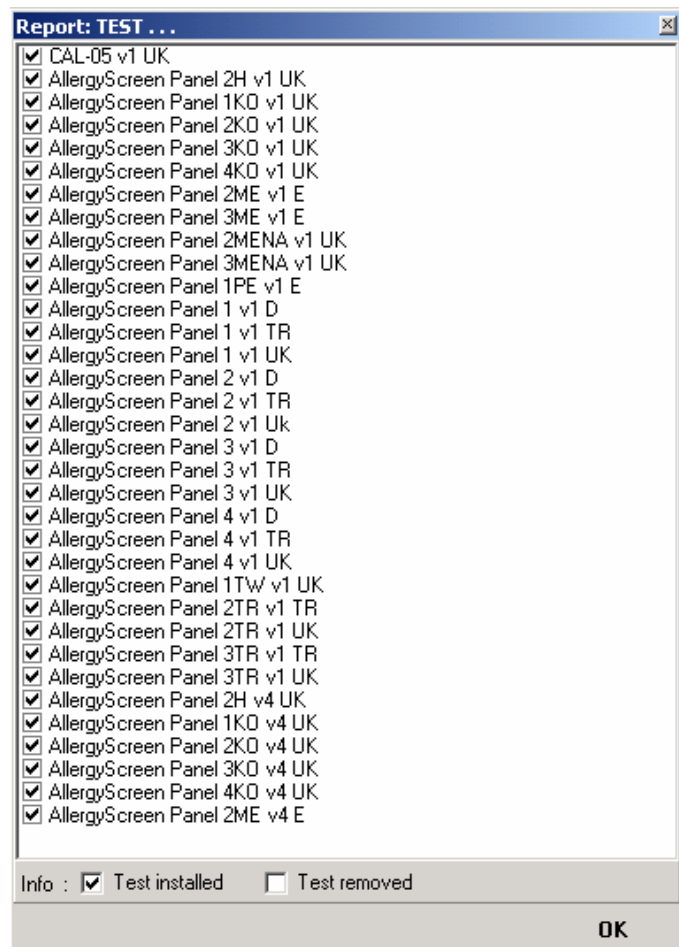 Report: TEST . . .
CAL-05 v1 UK
AllergyScreen Panel 2H v1 UK
AllergyScreen Panel 1KO v1 UK
AllergyScreen Panel 2KO v1 UK
AllergyScreen Panel 3KO v1 UK
AllergyScreen Panel 4KO v1 UK
AllergyScreen Panel 2ME v1 E
AllergyScreen Panel 3ME v1 E
AllergyScreen Panel 2MENA v1 UK
AllergyScreen Panel 3MENA v1 UK
AllergyScreen Panel 1PE v1 E
AllergyScreen Panel 1 v1 D
AllergyScreen Panel 1 v1 TR
AllergyScreen Panel 1 v1 UK
AllergyScreen Panel 2 v1 D
AllergyScreen Panel 2 v1 TR
AllergyScreen Panel 2 v1 Uk
AllergyScreen Panel 3 v1 D
AllergyScreen Panel 3 v1 TR
AllergyScreen Panel 3 v1 UK
AllergyScreen Panel 4 v1 D
AllergyScreen Panel 4 v1 TR
AllergyScreen Panel 4 v1 UK
AllergyScreen Panel 1TW v1 UK
AllergyScreen Panel 2TR v1 TR
AllergyScreen Panel 2TR v1 UK
AllergyScreen Panel 3TR v1 TR
AllergyScreen Panel 3TR v1 UK
AllergyScreen Panel 2H v4 UK
AllergyScreen Panel 1KO v4 UK
AllergyScreen Panel 2KO v4 UK
AllergyScreen Panel 3KO v4 UK
AllergyScreen Panel 4KO v4 UK
AllergyScreen Panel 2ME v4 E
Info : Test installed Test removed
OK